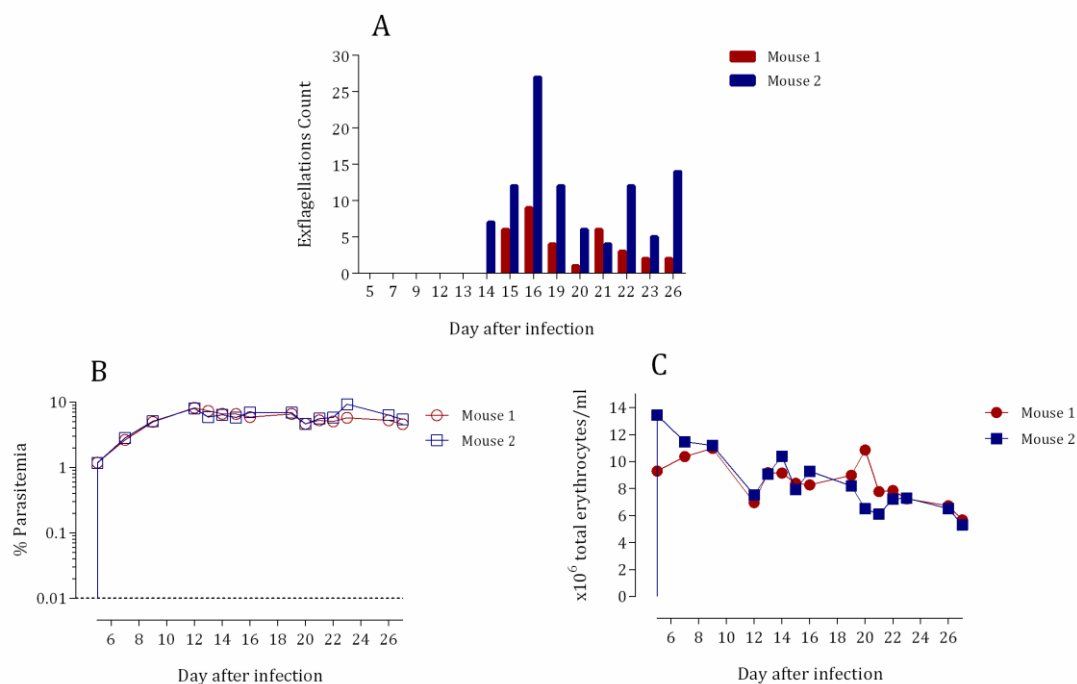 A
Exflagellations Count
30
25
20
15
10
5
0
5 7 9 12 13 14 15 16 19 20 21 22 23 26
Day after infection
Mouse 1
Mouse 2
B
% Parasitemia
10
1
0.1
0.01
6 8 10 12 14 16 18 20 22 24 26
Day after infection
Mouse 1
Mouse 2
C
x10⁶ total erythrocytes/ml
14
12
10
8
6
4
2
0
6 8 10 12 14 16 18 20 22 24 26
Day after infection
Mouse 1
Mouse 2